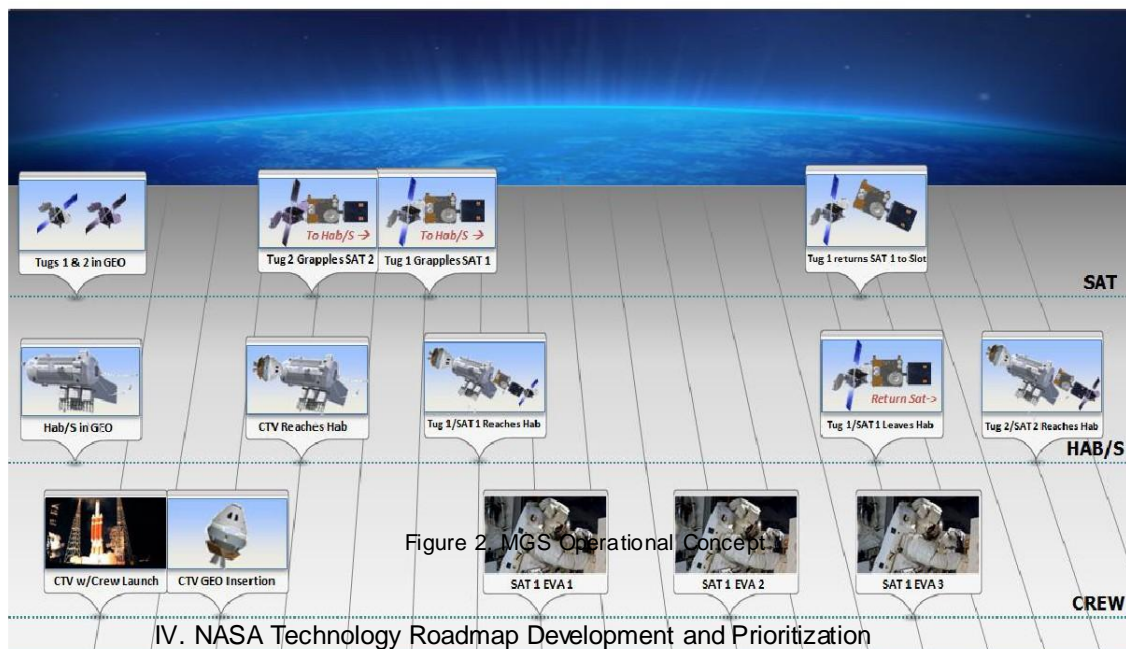 To Hab/S →
To Hab/S →
Tugs 1 & 2 in GEO
Tug 2 Grapples SAT 2
Tug 1 Grapples SAT 1
Tug 1 returns SAT 1 to Slot
SAT
Return Sat->
Hab/S in GEO
CTV Reaches Hab
Tug 1/SAT 1 Reaches Hab
Tug 1/SAT 1 Leaves Hab
Tug 2/SAT2 Reaches Hab
HAB/S
Figure 2. MGS Operational Concept
CTV w/Crew Launch
CTV GEO Insertion
SAT 1 EVA 1
SAT 1 EVA 2
SAT 1 EVA 3
CREW
IV. NASA Technology Roadmap Development and Prioritization